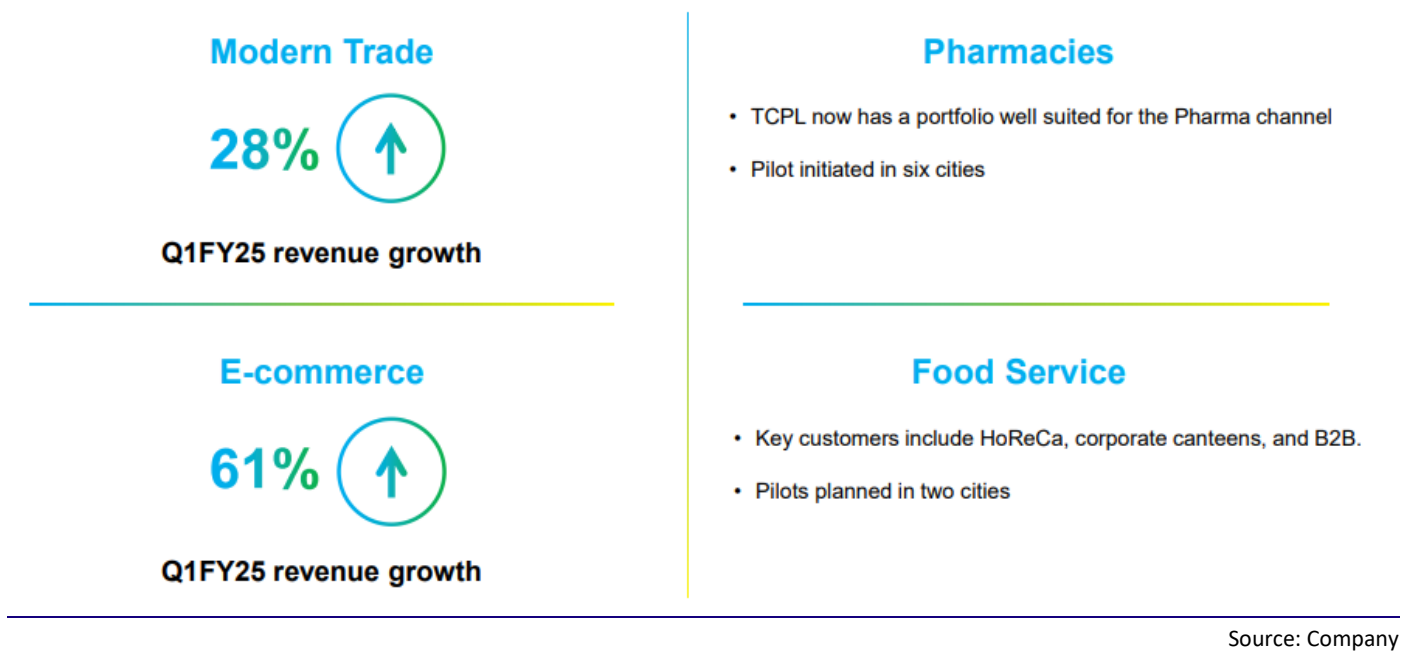 Modern Trade
28%
Q1FY25 revenue growth
Pharmacies
• TCPL now has a portfolio well suited for the Pharma channel
• Pilot initiated in six cities
E-commerce
61%
Q1FY25 revenue growth
Food Service
• Key customers include HoReCa, corporate canteens, and B2B.
• Pilots planned in two cities
Source: Company